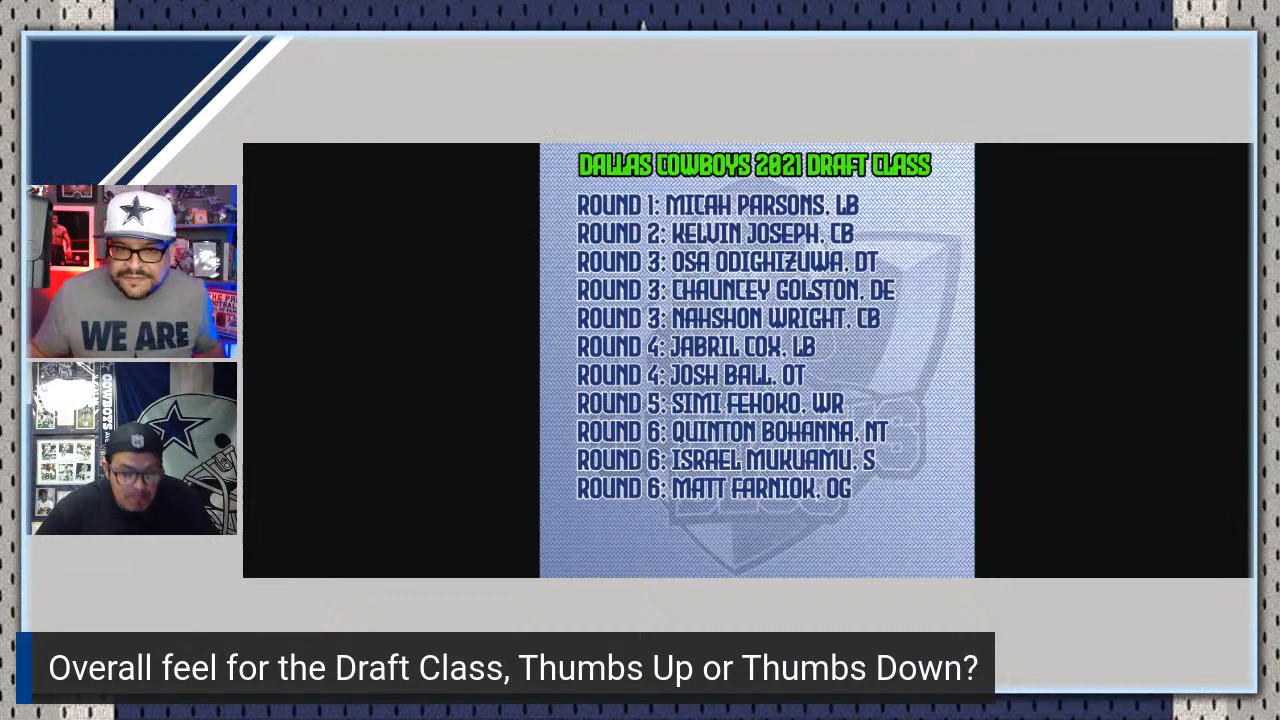 DALLAS COWBOYS 2021 DRAFT CLASS
ROUND 1: MICAH PARSONS, LB
ROUND 2: KELVIN JOSEPH, CB
ROUND 3: OSA ODIGHIZUWA, DT
ROUND 3: CHAUNCEY GOLSTON, DE
ROUND 3: NAHSHON WRIGHT, CB
ROUND 4: JABRIL COX, LB
ROUND 4: JOSH BALL, OT
ROUND 5: SIMI FEHOKO, WR
ROUND 6: QUINTON BOHANNA, NT
ROUND 6: ISRAEL MUKUAMU, S
ROUND 6: MATT FARNIOK, OG
WE ARE
COWBOYS
Overall feel for the Draft Class, Thumbs Up or Thumbs Down?